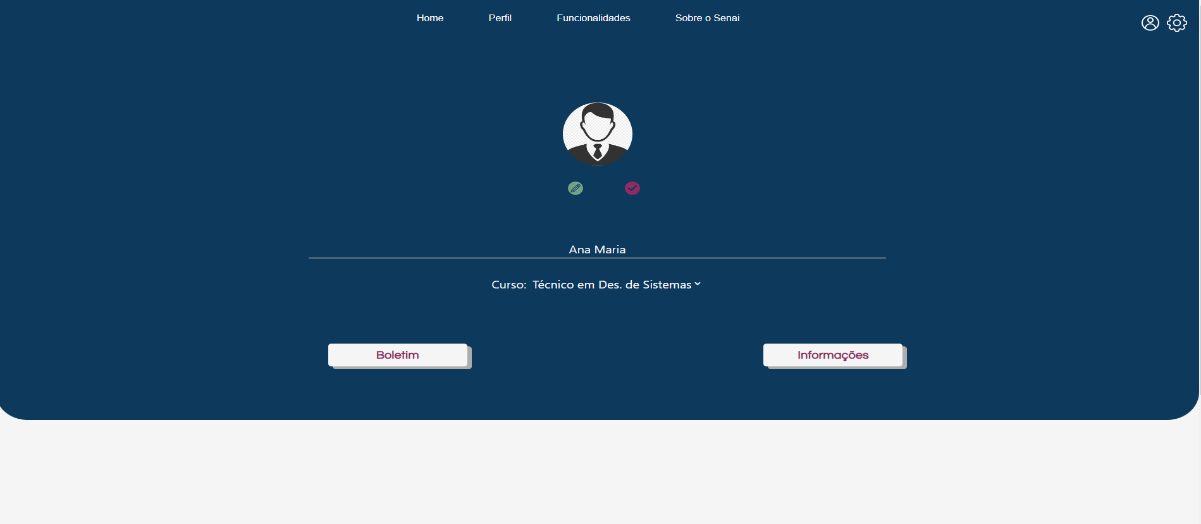 Home Perfil Funcionalidades Sobre o Senai
Ana Maria
Curso: Técnico em Des. de Sistemas
Boletim Informações